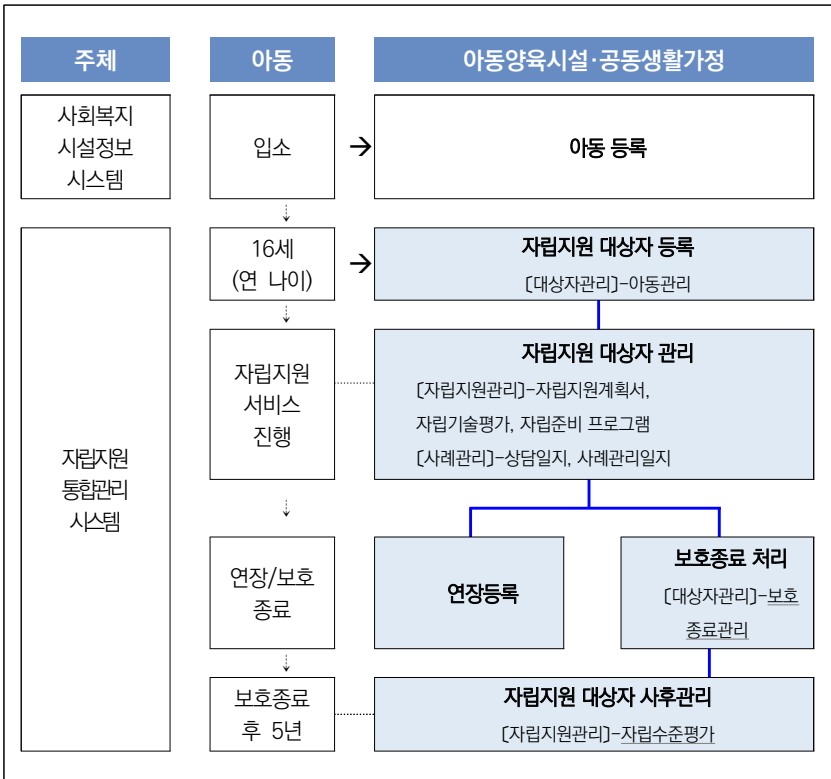 주체
아동
아동양육시설·공동생활가정
사회복지
시설정보
시스템
입소
아동 등록
자립지원
통합관리
시스템
16세
(연 나이)
자립지원 대상자 등록
[대상자관리]-아동관리
자립지원
서비스
진행
자립지원 대상자 관리
[자립지원관리]-자립지원계획서,
자립기술평가, 자립준비 프로그램
[사례관리]-상담일지, 사례관리일지
연장/보호
종료
연장등록
보호종료 처리
[대상자관리]-보호
종료관리
보호종료
후 5년
자립지원 대상자 사후관리
[자립지원관리]-자립수준평가